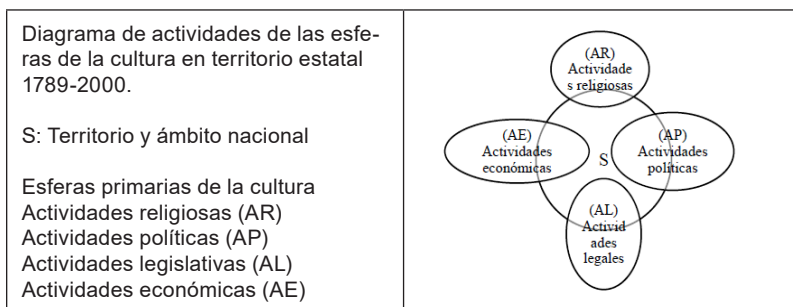 Diagrama de actividades de las esfe-
ras de la cultura en territorio estatal
1789-2000.
S: Territorio y ámbito nacional
Esferas primarias de la cultura
Actividades religiosas (AR)
Actividades políticas (AP)
Actividades legislativas (AL)
Actividades económicas (AE)
(AR)
Actividade
s religiosas
(AE)
Actividades
económicas
S
(AP)
Actividades
políticas
(AL)
Activid
ades
legales